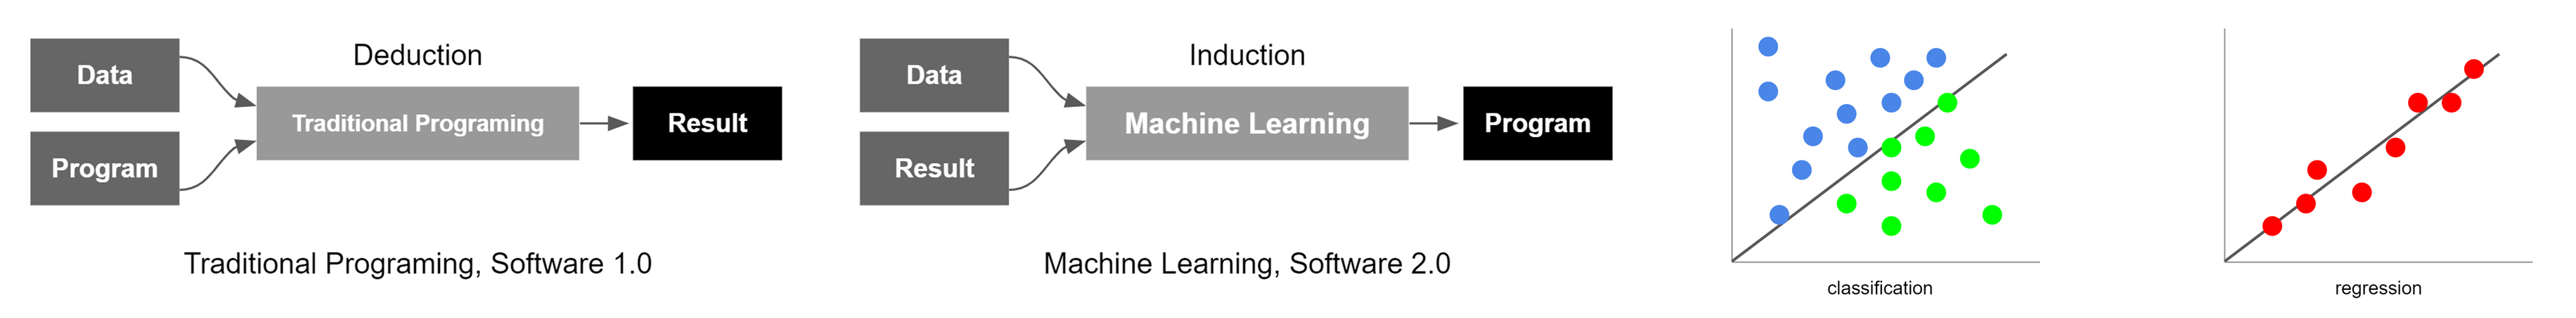 Data
Deduction
Traditional Programing
Result
Program
Traditional Programing, Software 1.0
Data
Induction
Machine Learning
Program
Result
Machine Learning, Software 2.0
classification
regression